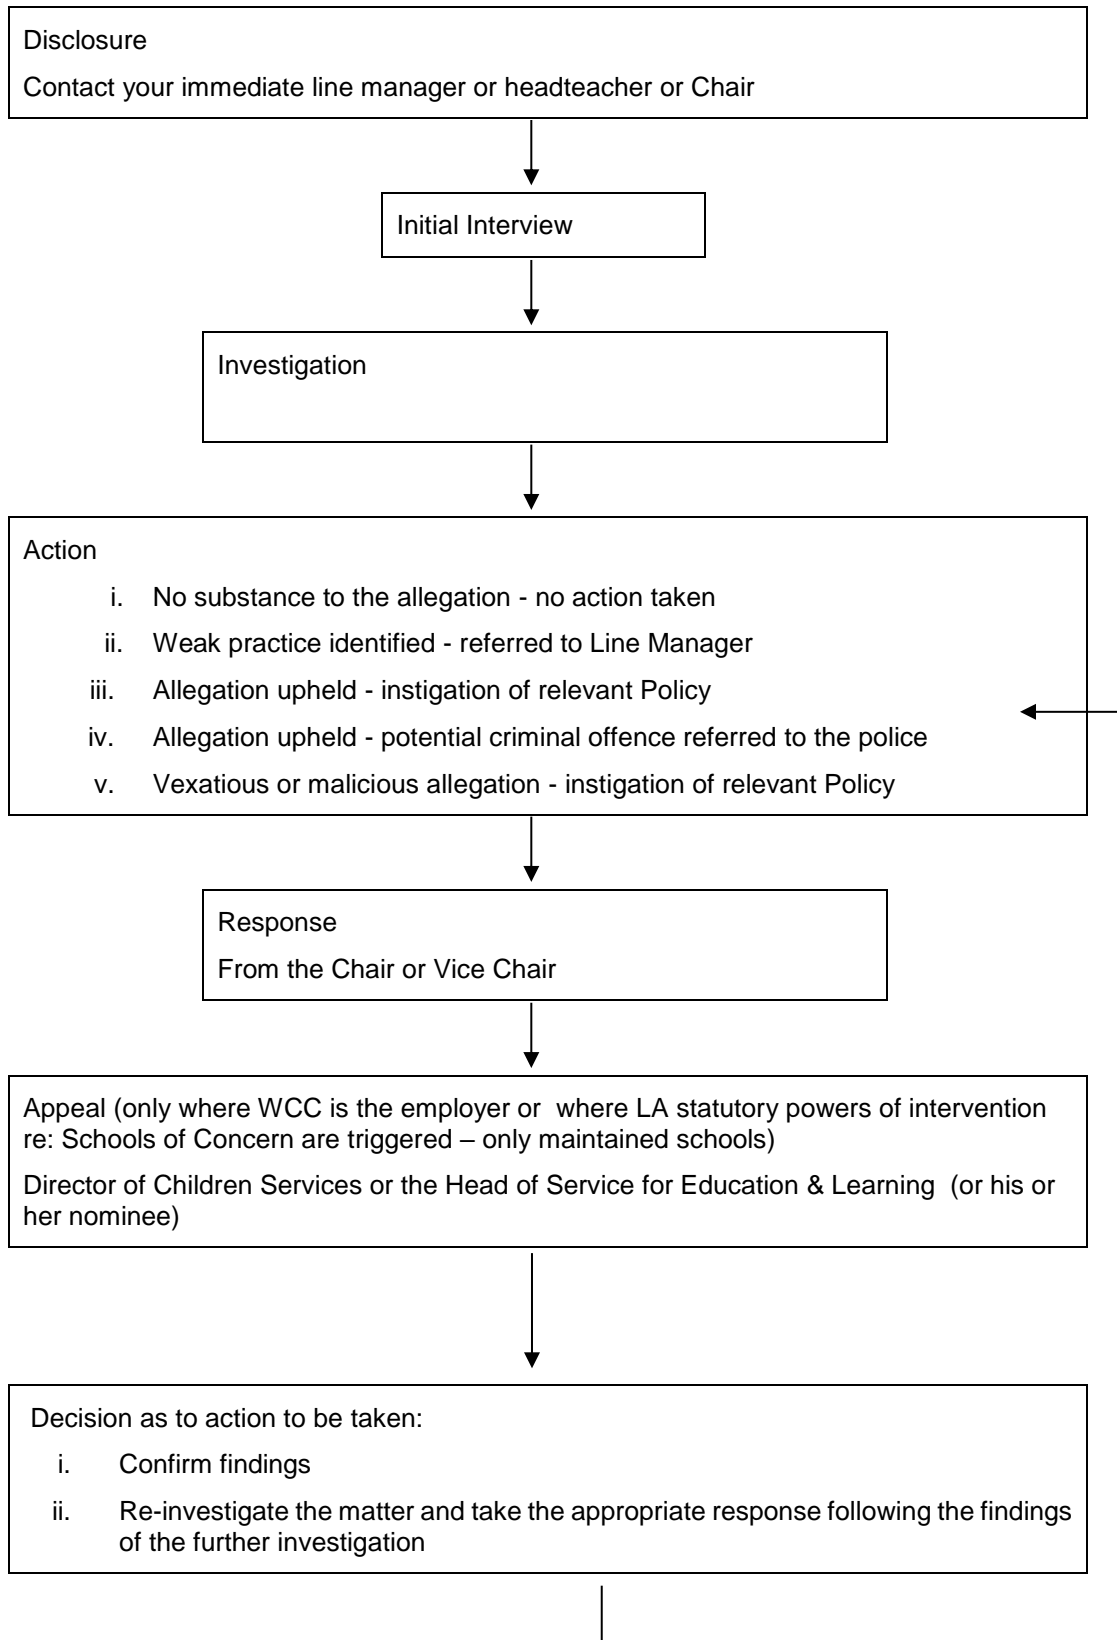 Disclosure
Contact your immediate line manager or headteacher or Chair
Initial Interview
Investigation
Action
i. No substance to the allegation - no action taken
ii. Weak practice identified - referred to Line Manager
iii. Allegation upheld - instigation of relevant Policy
iv. Allegation upheld - potential criminal offence referred to the police
v. Vexatious or malicious allegation - instigation of relevant Policy
Response
From the Chair or Vice Chair
Appeal (only where WCC is the employer or where LA statutory powers of intervention
re: Schools of Concern are triggered – only maintained schools)
Director of Children Services or the Head of Service for Education & Learning (or his or
her nominee)
Decision as to action to be taken:
i. Confirm findings
ii. Re-investigate the matter and take the appropriate response following the findings
of the further investigation